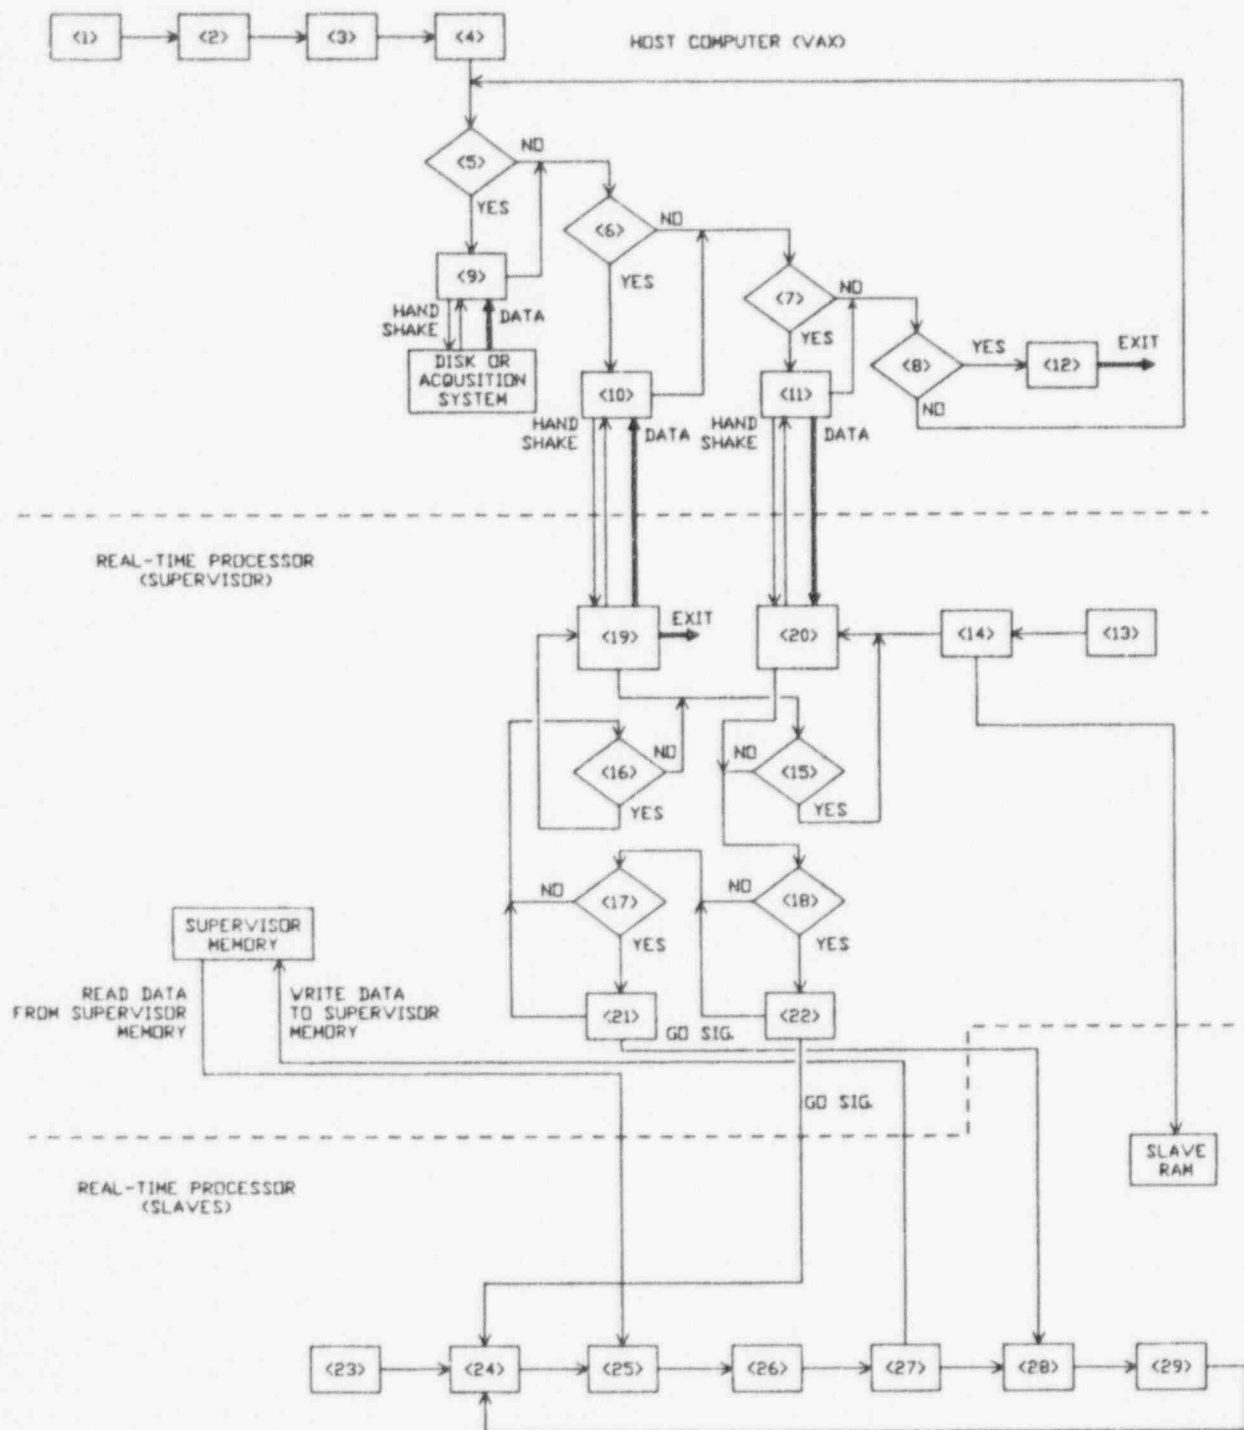 <1>
<2>
<3>
<4>
HOST COMPUTER (VAX)
<5>
NO
YES
<6>
NO
YES
<9>
HAND
SHAKE
DATA
DISK OR
ACQUSITION
SYSTEM
<7>
NO
YES
<8>
YES
NO
<12>
EXIT
<10>
HAND
SHAKE
DATA
<11>
HAND
SHAKE
DATA
REAL-TIME PROCESSOR
(SUPERVISOR)
<19>
EXIT
<20>
<14>
<13>
<16>
NO
YES
<15>
NO
YES
<17>
NO
YES
<18>
NO
YES
SUPERVISOR
MEMORY
READ DATA
FROM SUPERVISOR
MEMORY
WRITE DATA
TO SUPERVISOR
MEMORY
<21>
GO SIG.
<22>
GO SIG.
SLAVE
RAM
REAL-TIME PROCESSOR
(SLAVES)
<23>
<24>
<25>
<26>
<27>
<28>
<29>